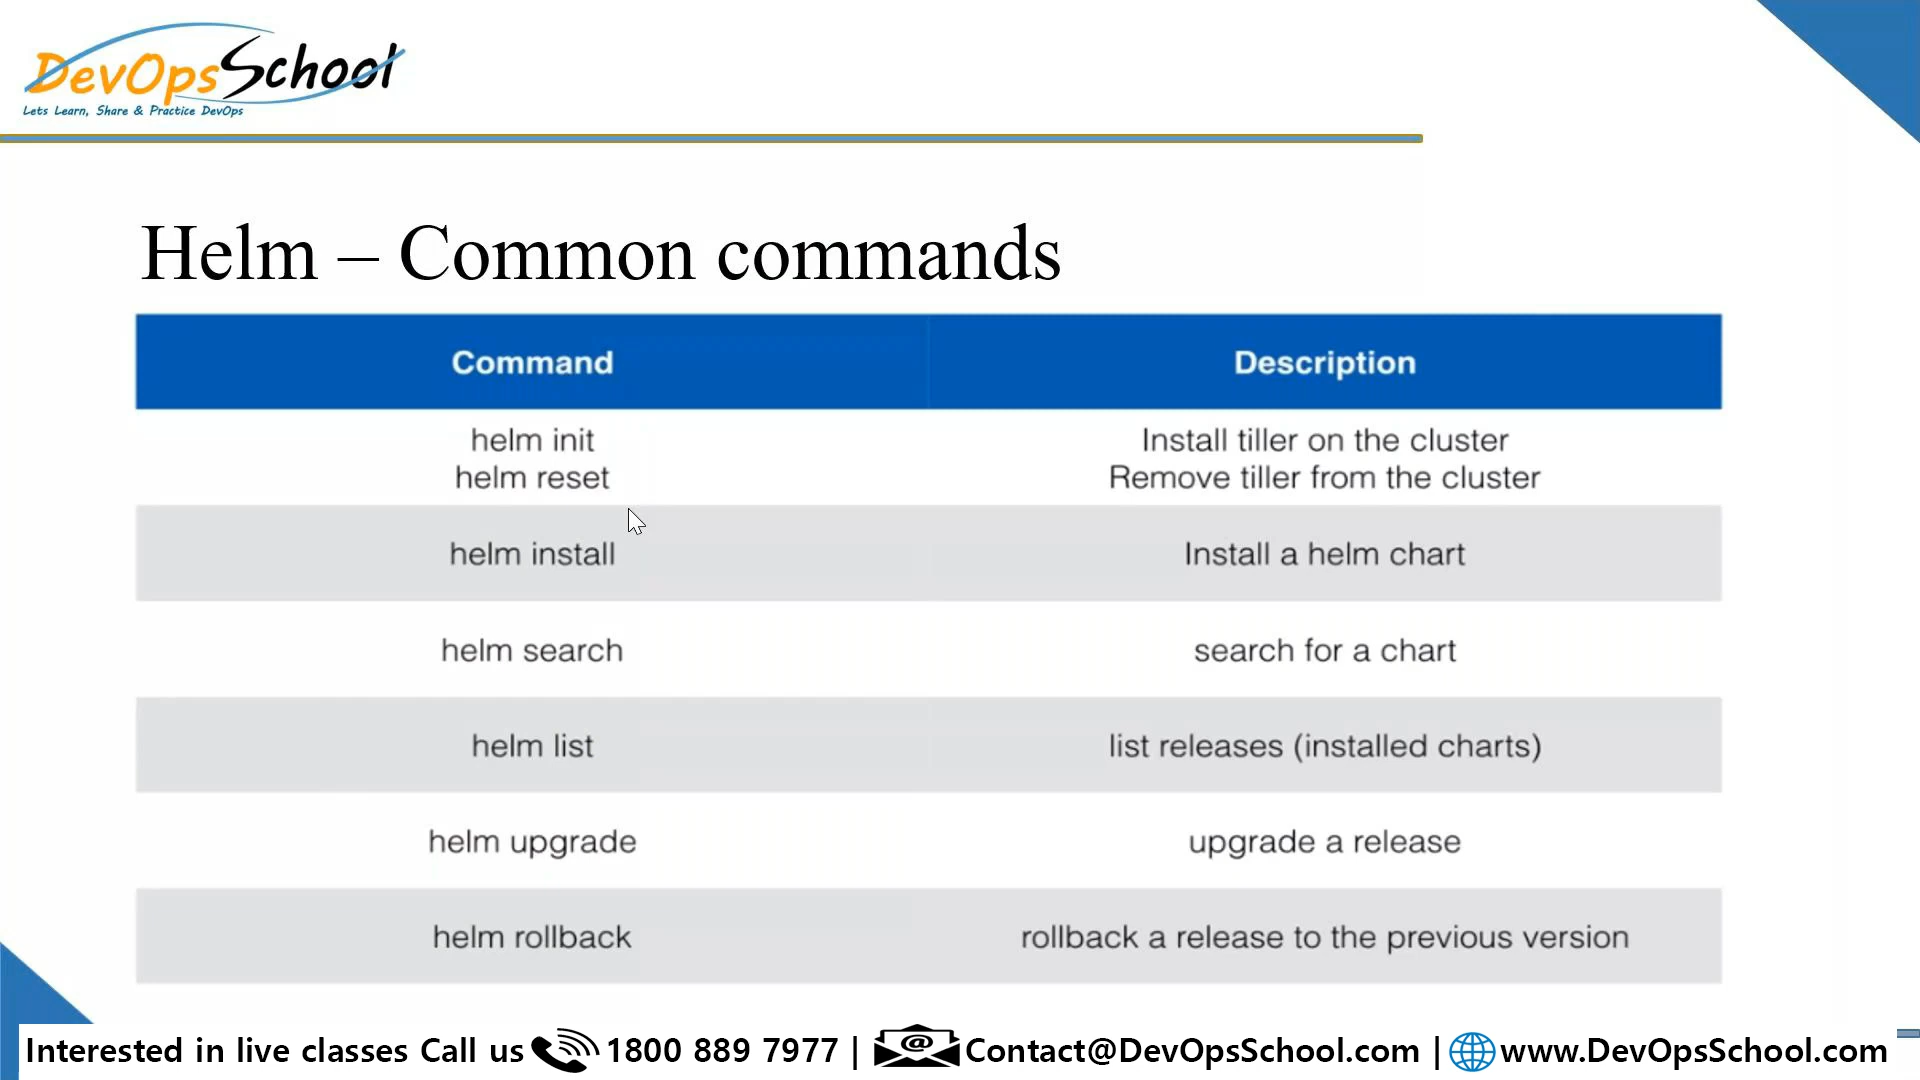 DevOpsSchool
Lets Learn, Share & Practice DevOps
Helm – Common commands
Command Description
helm init Install tiller on the cluster
helm reset Remove tiller from the cluster
helm install Install a helm chart
helm search search for a chart
helm list list releases (installed charts)
helm upgrade upgrade a release
helm rollback rollback a release to the previous version
Interested in live classes Call us 1800 889 7977 | @ Contact@DevOpsSchool.com | www.DevOpsSchool.com